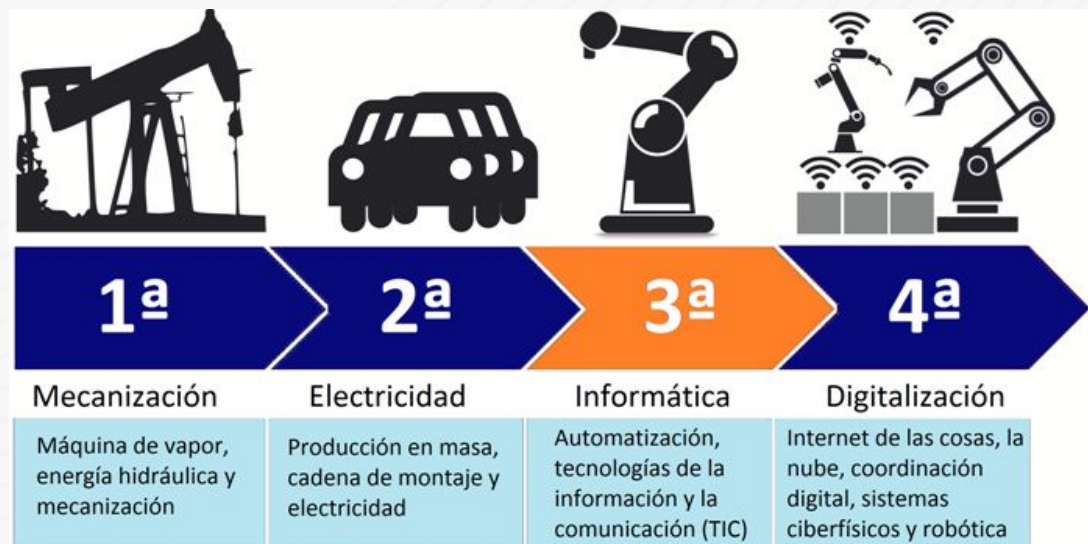 1ª
2ª
3ª
4ª
Mecanización
Electricidad
Informática
Digitalización
Máquina de vapor,
energía hidráulica y
mecanización
Producción en masa,
cadena de montaje y
electricidad
Automatización,
tecnologías de la
información y la
comunicación (TIC)
Internet de las cosas, la
nube, coordinación
digital, sistemas
ciberfísicos y robótica